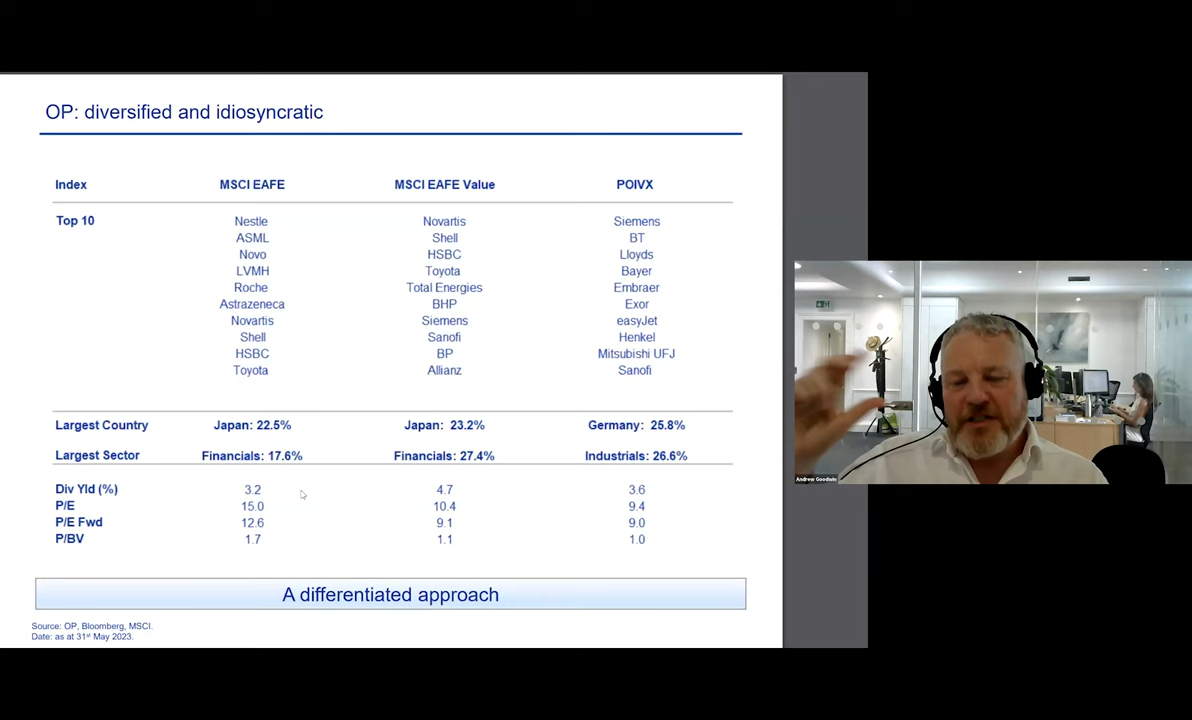 OP: diversified and idiosyncratic
Index MSCI EAFE MSCI EAFE Value POIVX
Top 10 Nestle Novartis Siemens
ASML Shell BT
Novo HSBC Lloyds
LVMH Toyota Bayer
Roche Total Energies Embraer
Astrazeneca BHP Exor
Novartis Siemens easyJet
Shell Sanofi Henkel
HSBC BP Mitsubishi UFJ
Toyota Allianz Sanofi
Largest Country Japan: 22.5% Japan: 23.2% Germany: 25.8%
Largest Sector Financials: 17.6% Financials: 27.4% Industrials: 26.6%
Div Yld (%) 3.2 4.7 3.6
P/E 15.0 10.4 9.4
P/E Fwd 12.6 9.1 9.0
P/BV 1.7 1.1 1.0
A differentiated approach
Source: OP, Bloomberg, MSCI.
Date: as at 31st May 2023.
Andrew Goodwin